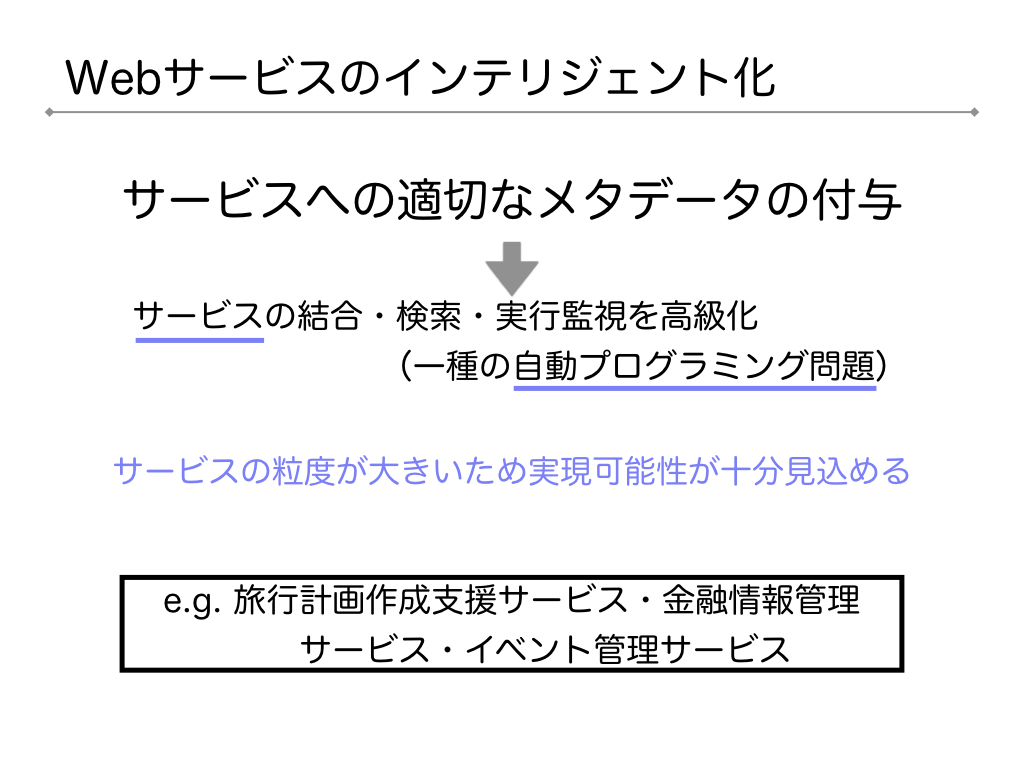 Webサービスのインテリジェント化
サービスへの適切なメタデータの付与
サービスの結合・検索・実行監視を高級化
（一種の自動プログラミング問題）
サービスの粒度が大きいため実現可能性が十分見込める
e.g. 旅行計画作成支援サービス・金融情報管理
サービス・イベント管理サービス